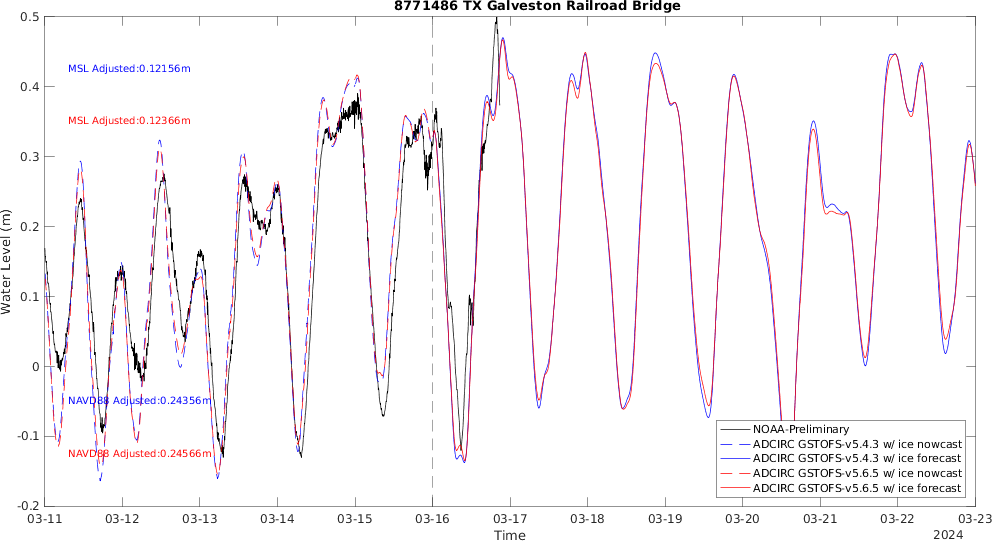 8771486 TX Galveston Railroad Bridge
0.5
0.4
0.3
0.2
0.1
0
-0.1
-0.2
Water Level (m)
MSL Adjusted:0.12156m
MSL Adjusted:0.12366m
NAVD88 Adjusted:0.24356m
NAVD88 Adjusted:0.24566m
NOAA-Preliminary
ADCIRC GSTOFS-v5.4.3 w/ ice nowcast
ADCIRC GSTOFS-v5.4.3 w/ ice forecast
ADCIRC GSTOFS-v5.6.5 w/ ice nowcast
ADCIRC GSTOFS-v5.6.5 w/ ice forecast
03-11 03-12 03-13 03-14 03-15 03-16 03-17 03-18 03-19 03-20 03-21 03-22 03-23
Time
2024